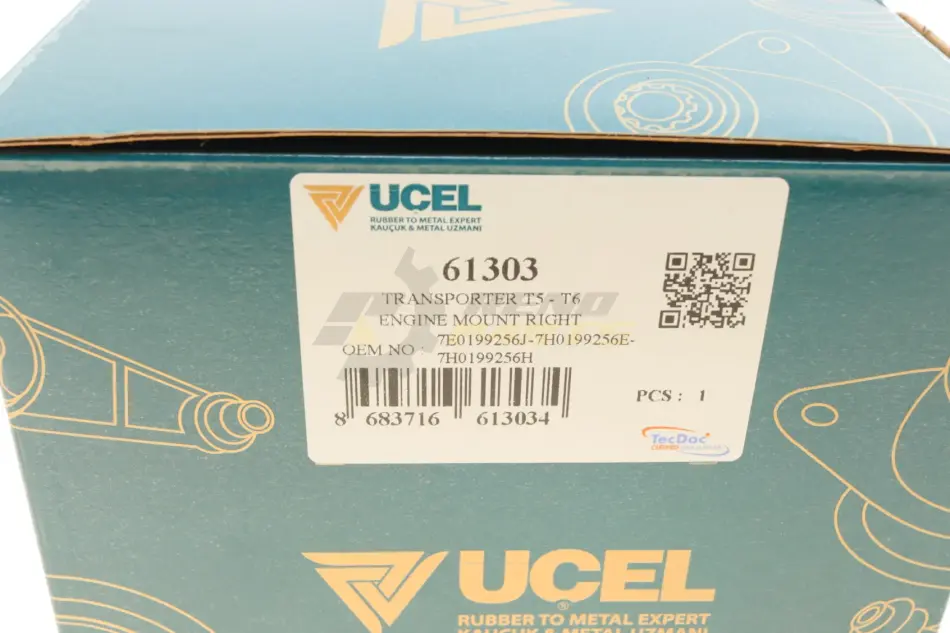 UCEL
RUBBER TO METAL EXPERT
KAUÇUK & METAL UZMANI
61303
TRANSPORTER T5 - T6
ENGINE MOUNT RIGHT
OEM NO : 7E0199256J-7H0199256E-
7H0199256H
8 683716 613034
PCS : 1
TecDoc
UCEL
®
RUBBER TO METAL EXPERT
KAUÇUK & METAL UZMANI